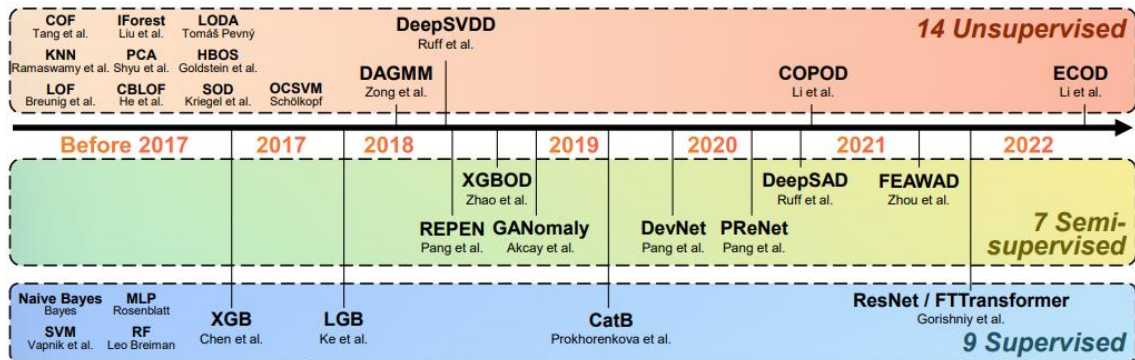 COF
Tang et al.
IForest
Liu et al.
LODA
Tomáš Pevný
KNN
Ramaswamy et al.
PCA
Shyu et al.
HBOS
Goldstein et al.
LOF
Breunig et al.
CBLOF
He et al.
SOD
Kriegel et al.
OCSVM
Schölkopf
DAGMM
Zong et al.
DeepSVDD
Ruff et al.
COPOD
Li et al.
ECOD
Li et al.
14 Unsupervised
Before 2017
2017
2018
2019
2020
2021
2022
REPEN
Pang et al.
XGBOD
Zhao et al.
GANomaly
Akcay et al.
DevNet
Pang et al.
PReNet
Pang et al.
DeepSAD
Ruff et al.
FEAWAD
Zhou et al.
7 Semi-
supervised
Naive Bayes
Bayes
MLP
Rosenblatt
SVM
Vapnik et al.
RF
Leo Breiman
XGB
Chen et al.
LGB
Ke et al.
CatB
Prokhorenkova et al.
ResNet / FTTransformer
Gorishniy et al.
9 Supervised